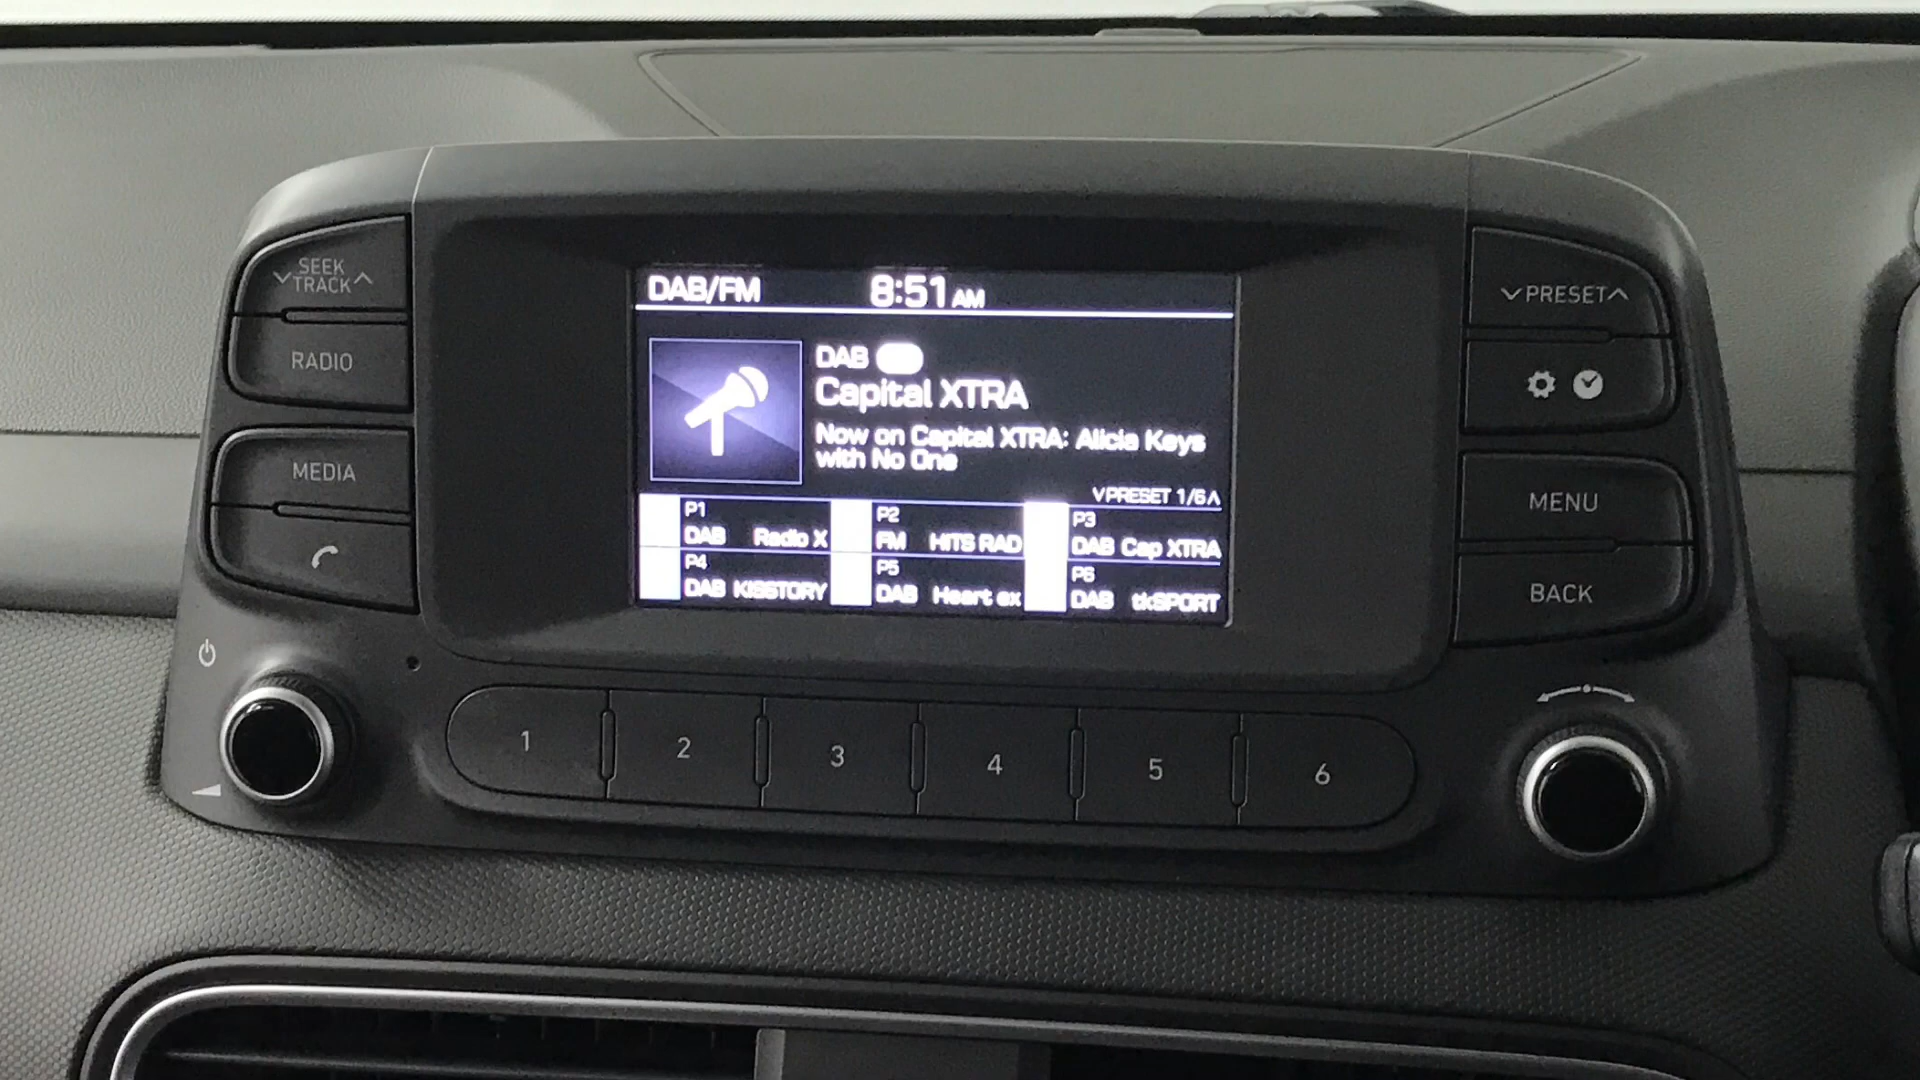 SEEK
TRACK
RADIO
MEDIA
DAB/FM 8:51 AM
DAB
Capital XTRA
Now on Capital XTRA: Alicia Keys
with No One
PRESET 1/6
P1
DAB Radio X
P2
FM HITS RAD
P3
DAB Cap XTRA
P4
DAB KISSTORY
P5
DAB Heart ex
P6
DAB tkSPORT
PRESET
MENU
BACK
1 2 3 4 5 6